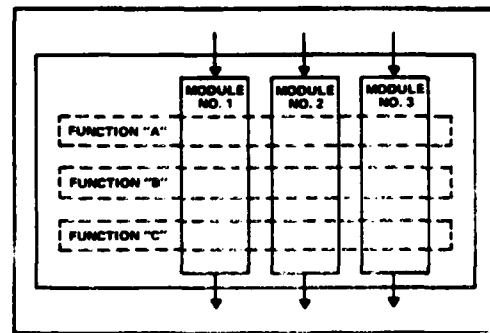 MODULE NO. 1
MODULE NO. 2
MODULE NO. 3
FUNCTION "A"
FUNCTION "B"
FUNCTION "C"